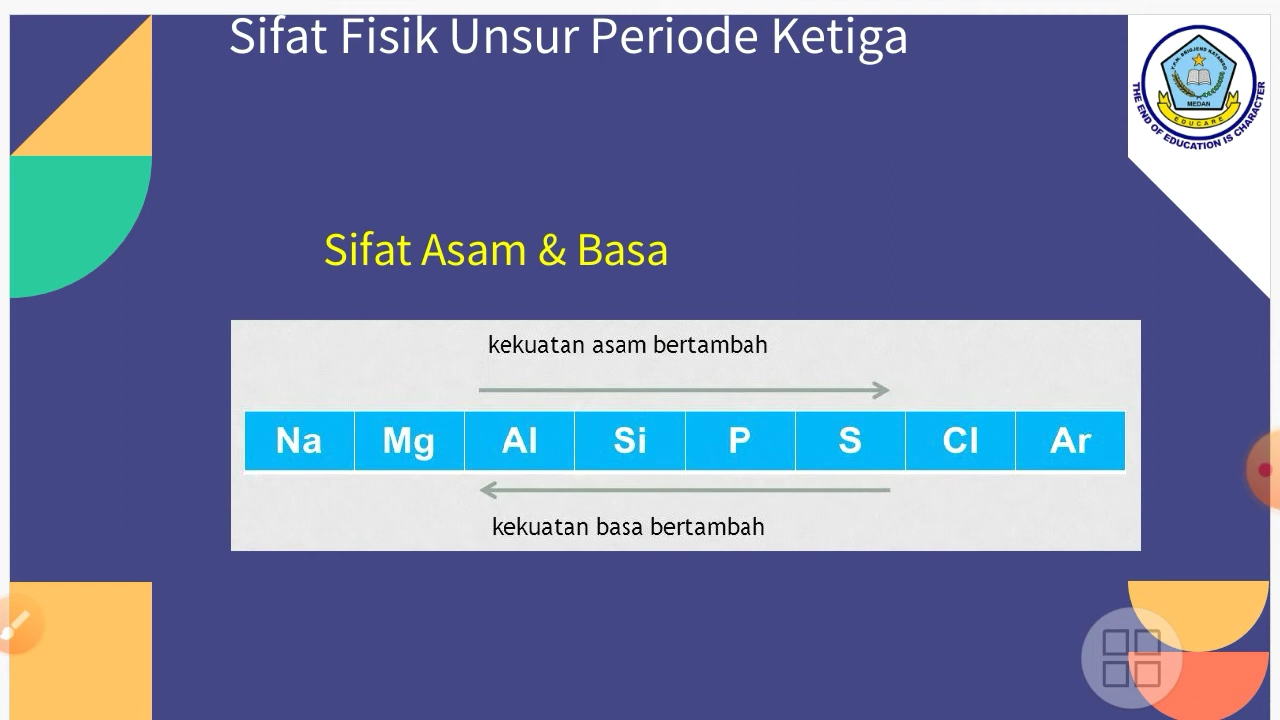 Sifat Fisik Unsur Periode Ketiga
MEDAN
EDUCARE
THE END OF EDUCATION IS CHARACTER
Sifat Asam & Basa
kekuatan asam bertambah
Na Mg Al Si P S Cl Ar
kekuatan basa bertambah